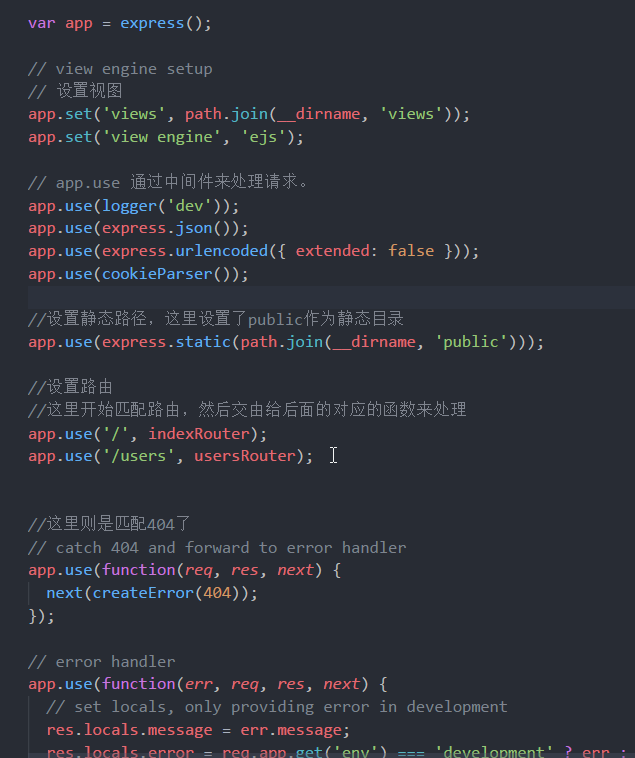 var app = express();
// view engine setup
// 设置视图
app.set('views', path.join(__dirname, 'views'));
app.set('view engine', 'ejs');
// app.use 通过中间件来处理请求。
app.use(logger('dev'));
app.use(express.json());
app.use(express.urlencoded({ extended: false }));
app.use(cookieParser());
//设置静态路径，这里设置了public作为静态目录
app.use(express.static(path.join(__dirname, 'public')));
//设置路由
//这里开始匹配路由，然后交由给后面的对应的函数来处理
app.use('/', indexRouter);
app.use('/users', usersRouter);
//这里则是匹配404了
// catch 404 and forward to error handler
app.use(function(req, res, next) {
  next(createError(404));
});
// error handler
app.use(function(err, req, res, next) {
  // set locals, only providing error in development
  res.locals.message = err.message;
  res.locals.error = req.app.get('env') === 'development' ? err :